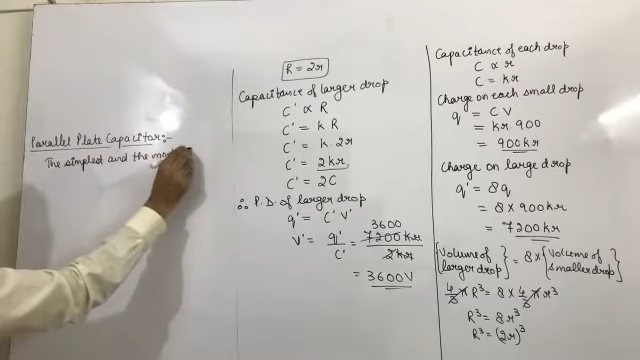 Parallel Plate Capacitor:-
The simplest and the most
R = 2r
Capacitance of larger drop
C' ∝ R
C' = k R
C' = k. 2r
C' = 2kr
C' = 2C
∴ P.D. of larger drop
q' = C' V'
V' = q'/C' = 7200kr/2kr 3600
= 3600V
Capacitance of each drop
C ∝ r
C = kr
Charge on each small drop
q = C V
= kr. 900
= 900kr
Charge on large drop
q' = 8q
= 8 × 900kr
= 7200kr
{Volume of larger drop} = 8 × {Volume of smaller drop}
4/3 π R³ = 8 × 4/3 π r³
R³ = 8r³
R³ = (2r)³